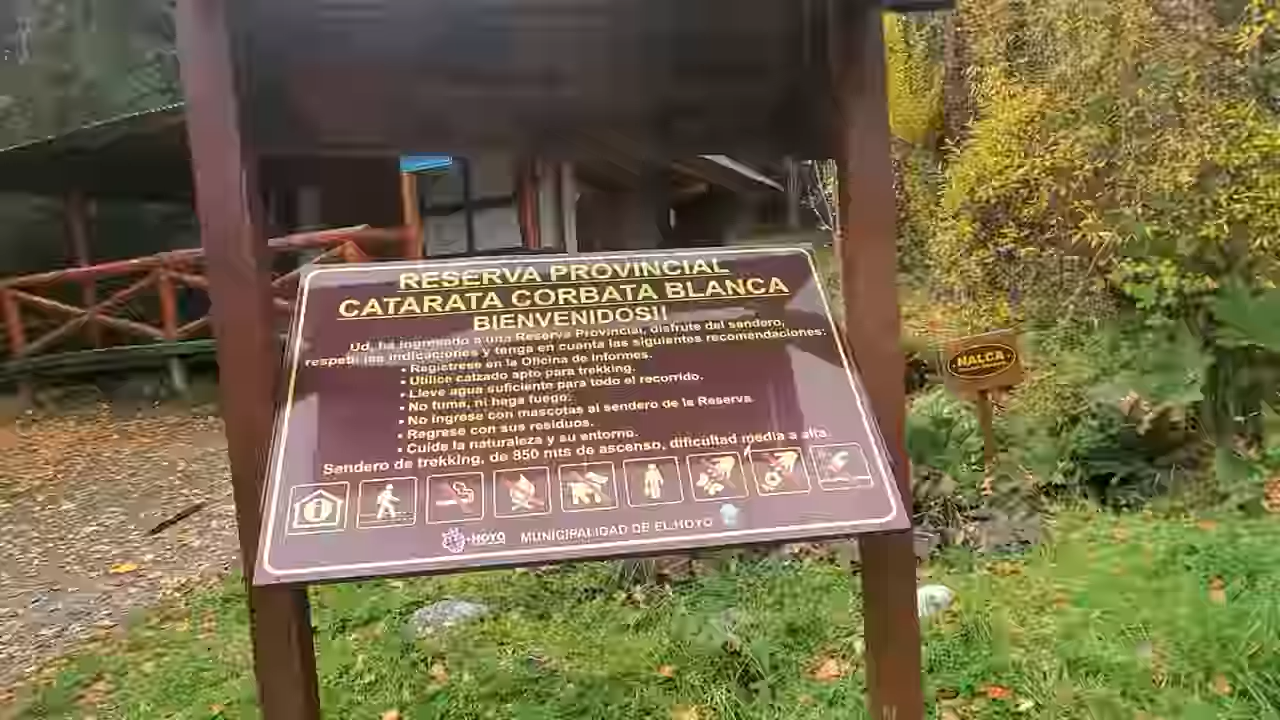 RESERVA PROVINCIAL
CATARATA CORBATA BLANCA
BIENVENIDOS!!
Ud. ha ingresado a una Reserva Provincial, disfrute del sendero,
respete las indicaciones y tenga en cuenta las siguientes recomendaciones:
• Regístrese en la Oficina de Informes.
• Utilice calzado apto para trekking.
• Lleve agua suficiente para todo el recorrido.
• No fume, ni haga fuego.
• No ingrese con mascotas al sendero de la Reserva.
• Regrese con sus residuos.
• Cuide la naturaleza y su entorno.
Sendero de trekking, de 850 mts de ascenso, dificultad media a alta.
HOYO MUNICIPALIDAD DE EL HOYO
NALCA